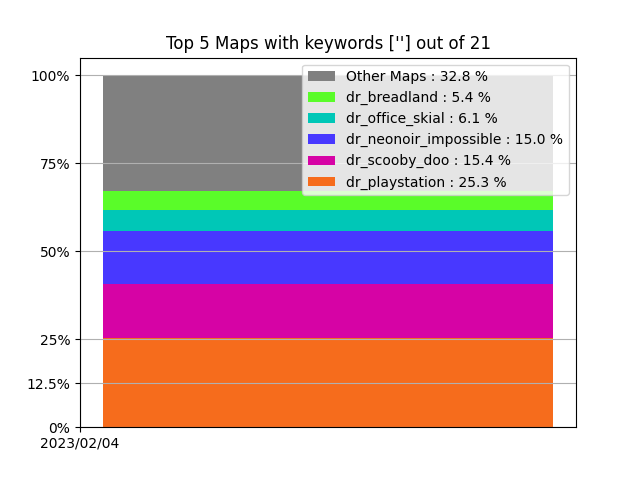 Top 5 Maps with keywords [''] out of 21
100%
75%
50%
25%
12.5%
0%
2023/02/04
Other Maps : 32.8 %
dr_breadland : 5.4 %
dr_office_skial : 6.1 %
dr_neonoir_impossible : 15.0 %
dr_scooby_doo : 15.4 %
dr_playstation : 25.3 %